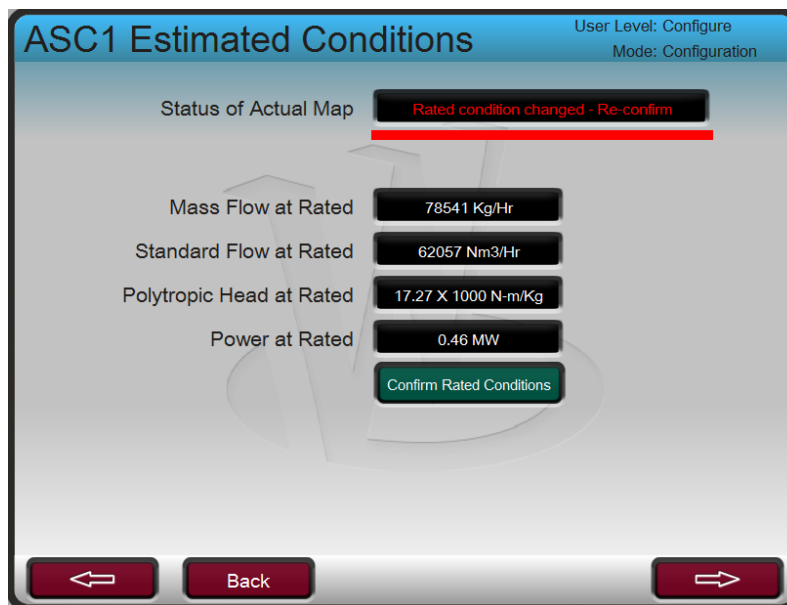 ASC1 Estimated Conditions
User Level: Configure
Mode: Configuration
Status of Actual Map
Rated condition changed - Re-confirm
Mass Flow at Rated
78541 Kg/Hr
Standard Flow at Rated
62057 Nm3/Hr
Polytropic Head at Rated
17.27 X 1000 N-m/Kg
Power at Rated
0.46 MW
Confirm Rated Conditions
Back